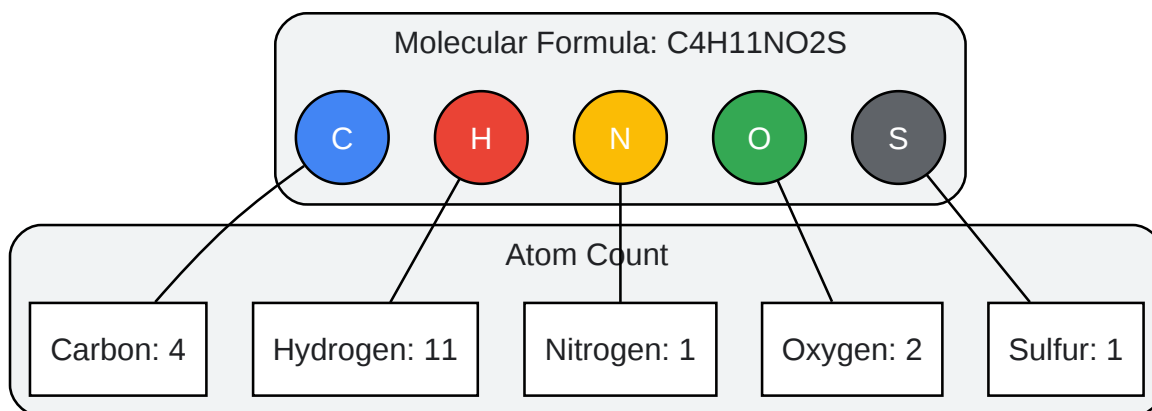 Molecular Formula: C4H11NO2S
C
H
N
O
S
Atom Count
Carbon: 4
Hydrogen: 11
Nitrogen: 1
Oxygen: 2
Sulfur: 1